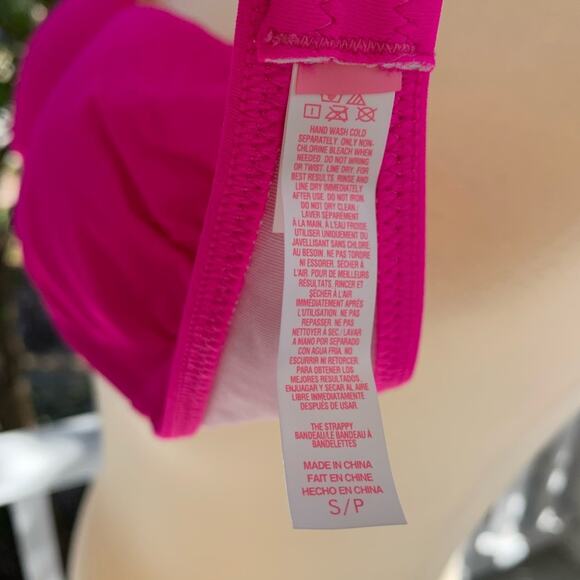 HAND WASH COLD
SEPARATELY. ONLY NON-
CHLORINE BLEACH WHEN
NEEDED. DO NOT WRING
OR TWIST. LINE DRY. FOR
BEST RESULTS, RINSE AND
LINE DRY IMMEDIATELY
AFTER USE. DO NOT IRON.
DO NOT DRY CLEAN./
LAVER SÉPARÉMENT
À LA MAIN, À L'EAU FROIDE.
UTILISER UNIQUEMENT DU
JAVELLISANT SANS CHLORE,
AU BESOIN. NE PAS TORDRE
NI ESSORER. SÉCHER À
L'AIR. POUR DE MEILLEURS
RÉSULTATS, RINCER ET
SÉCHER À L'AIR
IMMÉDIATEMENT APRÈS
L'UTILISATION. NE PAS
REPASSER. NE PAS
NETTOYER À SEC./ LAVAR
A MANO POR SEPARADO
CON AGUA FRIA. NO
ESCURRIR NI RETORCER.
PARA OBTENER LOS
MEJORES RESULTADOS,
ENJUAGAR Y SECAR AL AIRE
LIBRE IMMEDIATAMENTE
DESPUÉS DE USAR.
THE STRAPPY
BANDEAU/LE BANDEAU À
BANDELETTES
MADE IN CHINA
FAIT EN CHINE
HECHO EN CHINA
S/P